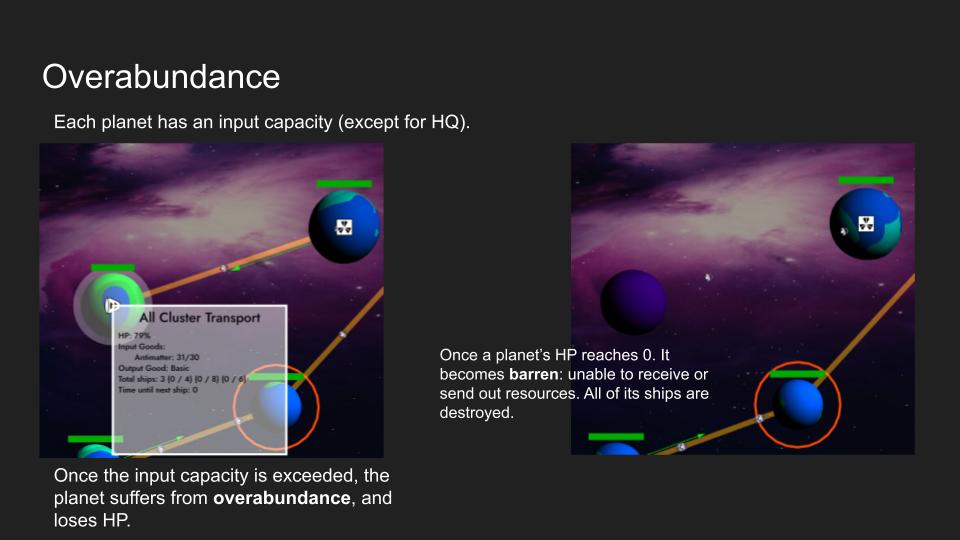 Overabundance
Each planet has an input capacity (except for HQ).
All Cluster Transport
HP: 79%
Input Goods:
Antimatter: 31/30
Output Good: Basic
Total ships: 3 (0 / 4) (0 / 8) (0 / 6)
Time until next ship: 0
Once the input capacity is exceeded, the
planet suffers from overabundance, and
loses HP.
Once a planet’s HP reaches 0. It
becomes barren: unable to receive or
send out resources. All of its ships are
destroyed.